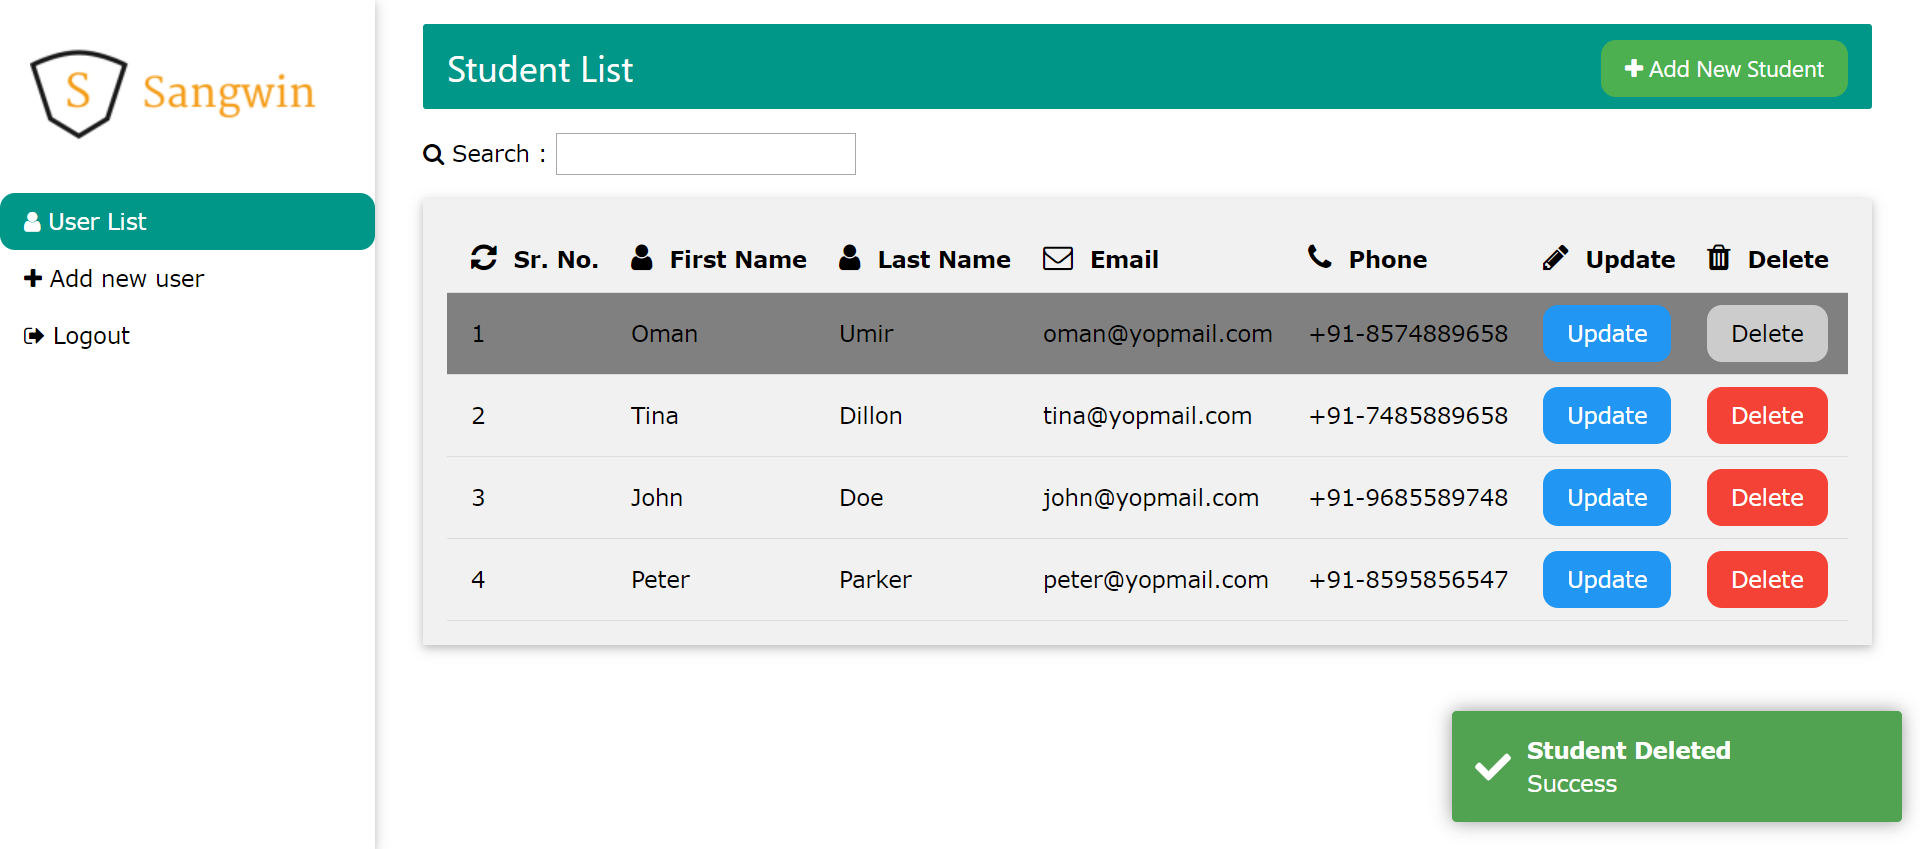 S Sangwin
User List
Add new user
Logout
Student List
Add New Student
Search :
Sr. No. First Name Last Name Email Phone Update Delete
1 Oman Umir oman@yopmail.com +91-8574889658 Update Delete
2 Tina Dillon tina@yopmail.com +91-7485889658 Update Delete
3 John Doe john@yopmail.com +91-9685589748 Update Delete
4 Peter Parker peter@yopmail.com +91-8595856547 Update Delete
Student Deleted
Success